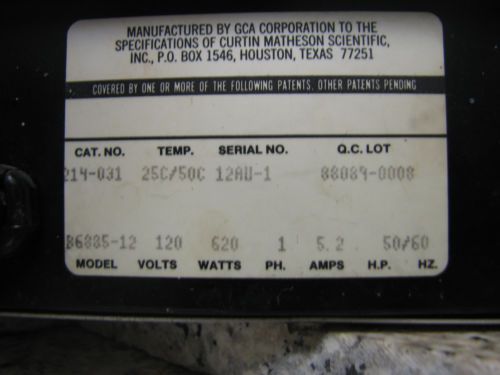 MANUFACTURED BY GCA CORPORATION TO THE
SPECIFICATIONS OF CURTIN MATHESON SCIENTIFIC,
INC., P.O. BOX 1546, HOUSTON, TEXAS 77251
COVERED BY ONE OR MORE OF THE FOLLOWING PATENTS. OTHER PATENTS PENDING
CAT. NO. TEMP. SERIAL NO. Q.C. LOT
214-031 25C/50C 12AU-1 88089-0008
B6885-12 120 620 1 5.2 50/60
MODEL VOLTS WATTS PH. AMPS H.P. HZ.